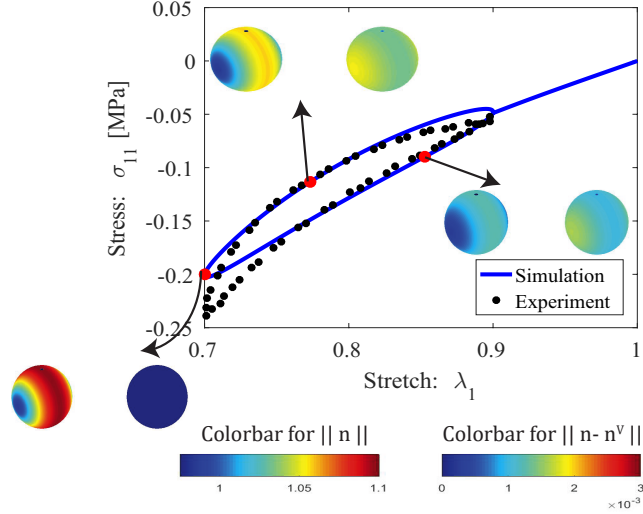 0.05
0
-0.05
-0.1
-0.15
-0.2
-0.25
Stress: σ11 [MPa]
Simulation
Experiment
0.7 0.8 0.9 1
Stretch: λ1
Colorbar for || n || Colorbar for || n- nᵛ ||
1 1.05 1.1 0 1 2 3
×10⁻³